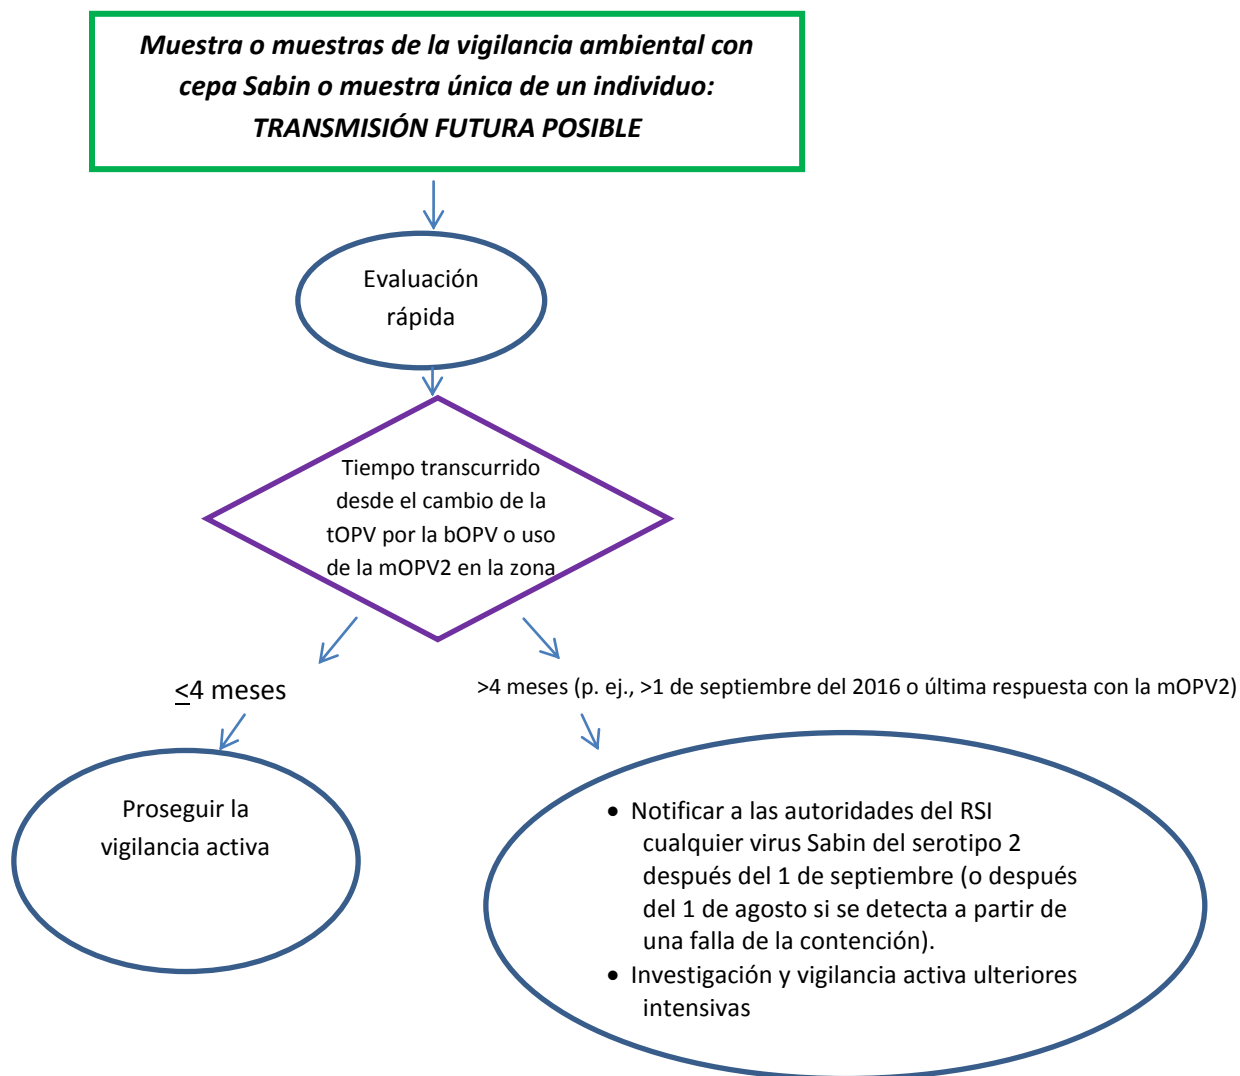 Muestra o muestras de la vigilancia ambiental con
cepa Sabin o muestra única de un individuo:
TRANSMISIÓN FUTURA POSIBLE
Evaluación
rápida
Tiempo transcurrido
desde el cambio de la
tOPV por la bOPV o uso
de la mOPV2 en la zona
≤4 meses
>4 meses (p. ej., >1 de septiembre del 2016 o última respuesta con la mOPV2)
Proseguir la
vigilancia activa
• Notificar a las autoridades del RSI
cualquier virus Sabin del serotipo 2
después del 1 de septiembre (o después
del 1 de agosto si se detecta a partir de
una falla de la contención).
• Investigación y vigilancia activa ulteriores
intensivas